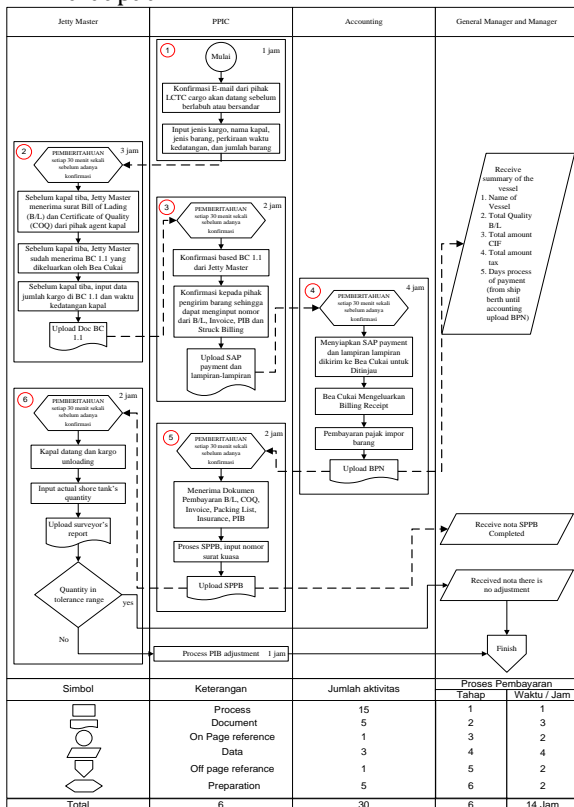 Jetty Master
PPIC
Accounting
General Manager and Manager
1
1 jam
Mulai
Konfirmasi E-mail dari pihak
LCTC cargo akan datang sebelum
berlabuh atau bersandar
Input jenis kargo, nama kapal,
jenis barang, perkiraan waktu
kedatangan, dan jumlah barang
2
3 jam
PEMBERITAHUAN
setiap 30 menit sekali
sebelum adanya
konfirmasi
Sebelum kapal tiba, Jetty Master
menerima surat Bill of Lading
(B/L) dan Certificate of Quality
(COQ) dari pihak agent kapal
Sebelum kapal tiba, Jetty Master
sudah menerima BC 1.1 yang
dikeluarkan oleh Bea Cukai
Sebelum kapal tiba, input data
jumlah kargo di BC 1.1 dan waktu
kedatangan kapal
Upload Doc BC
1.1
3
2 jam
PEMBERITAHUAN
setiap 30 menit sekali
sebelum adanya
konfirmasi
Konfirmasi based BC 1.1
dari Jetty Master
Konfirmasi kepada pihak
pengirim barang sehingga
dapat menginput nomor
dari B/L, Invoice, PIB dan
Struck Billing
Upload SAP
payment dan
lampiran-lampiran
4
4 jam
PEMBERITAHUAN
setiap 30 menit sekali
sebelum adanya
konfirmasi
Menyiapkan SAP payment
dan lampiran lampiran
dikirim ke Bea Cukai untuk
Ditinjau
Bea Cukai Mengeluarkan
Billing Receipt
Pembayaran pajak impor
barang
Upload BPN
Receive
summary of the
vessel
1. Name of
Vessel
2. Total Quality
B/L
3. Total amount
CIF
4. Total amount
tax
5. Days process
of payment
(from ship
berth until
accounting
upload BPN)
5
2 jam
PEMBERITAHUAN
setiap 30 menit sekali
sebelum adanya
konfirmasi
Menerima Dokumen
Pembayaran B/L, COQ,
Invoice, Packing List,
Insurance, PIB
Proses SPPB, input nomor
surat kuasa
Upload SPPB
6
2 jam
PEMBERITAHUAN
setiap 30 menit sekali
sebelum adanya
konfirmasi
Kapal datang dan kargo
unloading
Input actual shore tank's
quantity
Upload surveyor's
report
Quantity in
tolerance range
yes
No
Receive nota SPPB
Completed
Received nota there is
no adjustment
Process PIB adjustment 1 jam
Finish
Simbol
Keterangan
Jumlah aktivitas
Proses Pembayaran
Tahap
Waktu / Jam
Process 15 1 1
Document 5 2 3
On Page reference 1 3 2
Data 3 4 4
Off page referance 1 5 2
Preparation 5 6 2
Total 6 30 6 14 Jam